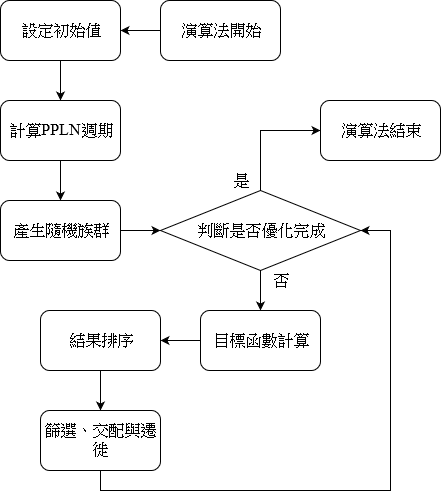 設定初始值
演算法開始
計算PPLN週期
演算法結束
是
產生隨機族群
判斷是否優化完成
否
結果排序
目標函數計算
篩選、交配與遷
徙